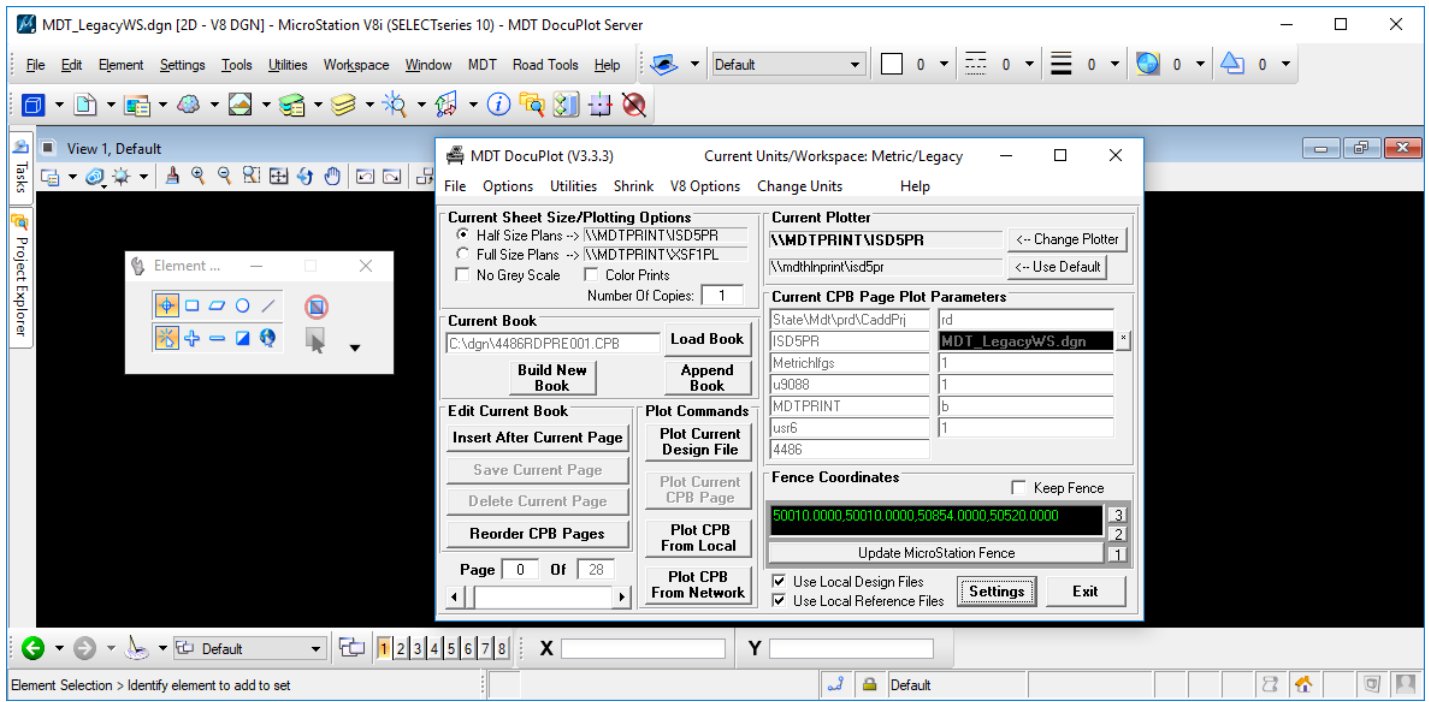 MDT_LegacyWS.dgn [2D - V8 DGN] - MicroStation V8i (SELECTseries 10) - MDT DocuPlot Server
File Edit Element Settings Tools Utilities Workspace Window MDT Road Tools Help Default 0 0 0 0 0
View 1, Default
Tasks
Project Explorer
Element ...
MDT DocuPlot (V3.3.3) Current Units/Workspace: Metric/Legacy
File Options Utilities Shrink V8 Options Change Units Help
Current Sheet Size/Plotting Options
Half Size Plans --> \\MDTPRINT\ISD5PR
Full Size Plans --> \\MDTPRINT\XSF1PL
No Grey Scale Color Prints
Number Of Copies: 1
Current Book
C:\dgn\4486RDPRE001.CPB Load Book
Build New Book Append Book
Edit Current Book
Insert After Current Page
Save Current Page
Delete Current Page
Reorder CPB Pages
Page 0 Of 28
Plot Commands
Plot Current Design File
Plot Current CPB Page
Plot CPB From Local
Plot CPB From Network
Current Plotter
\\MDTPRINT\ISD5PR <-- Change Plotter
\\mdthlnprint\isd5pr <-- Use Default
Current CPB Page Plot Parameters
State\Mdt\prd\CaddPrj rd
ISD5PR MDT_LegacyWS.dgn *
Metrichlfgs 1
u9088 1
MDTPRINT b
usr6 1
4486
Fence Coordinates Keep Fence
50010.0000,50010.0000,50854.0000,50520.0000 3
2
Update MicroStation Fence 1
Use Local Design Files
Use Local Reference Files
Settings Exit
Default 1 2 3 4 5 6 7 8 X Y
Element Selection > Identify element to add to set Default